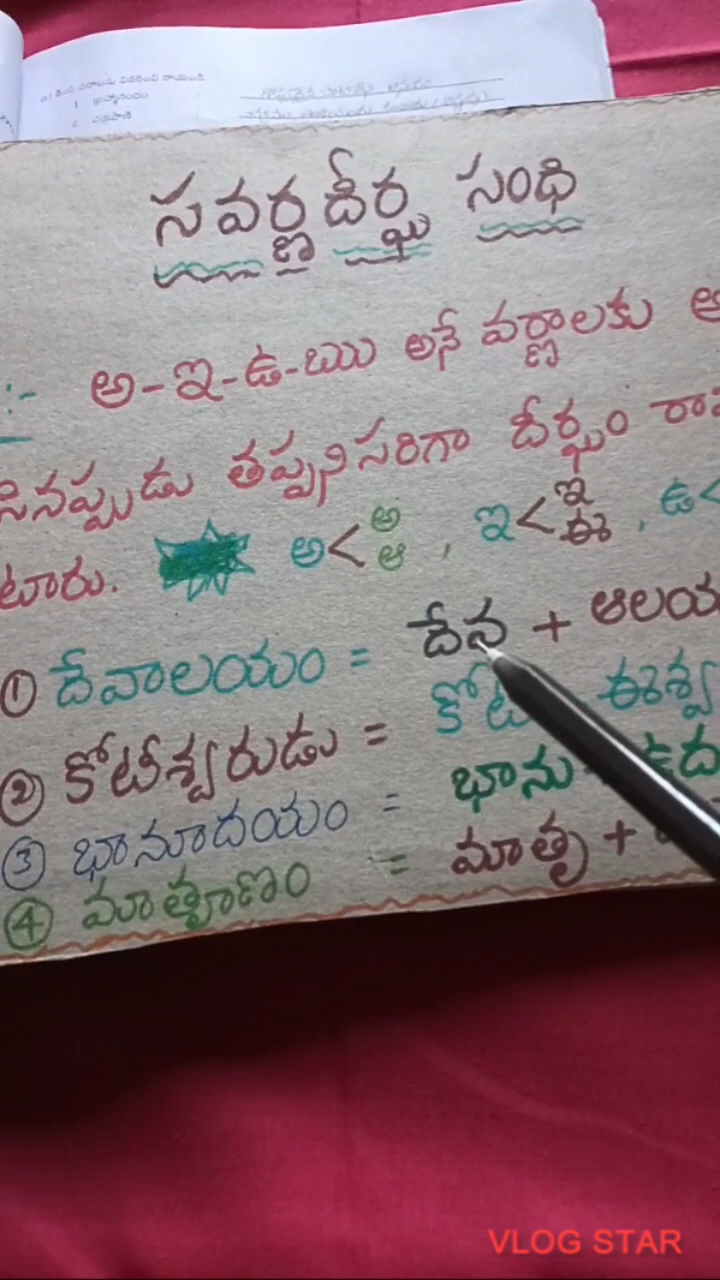 సవర్ణదీర్ఘ సంధి
:- అ-ఇ-ఉ-ఋ అనే వర్ణాలకు అ
సినప్పుడు తప్పనిసరిగా దీర్ఘం రావ
టారు. అ< అ ఆ , ఇ< ఇ ఈ , ఉ<
① దేవాలయం = దేవ + ఆలయ
② కోటీశ్వరుడు = కోటి ఈశ్వ
③ భానూదయం = భాను + ఉద
④ మాతౄణం = మాతృ +
VLOG STAR